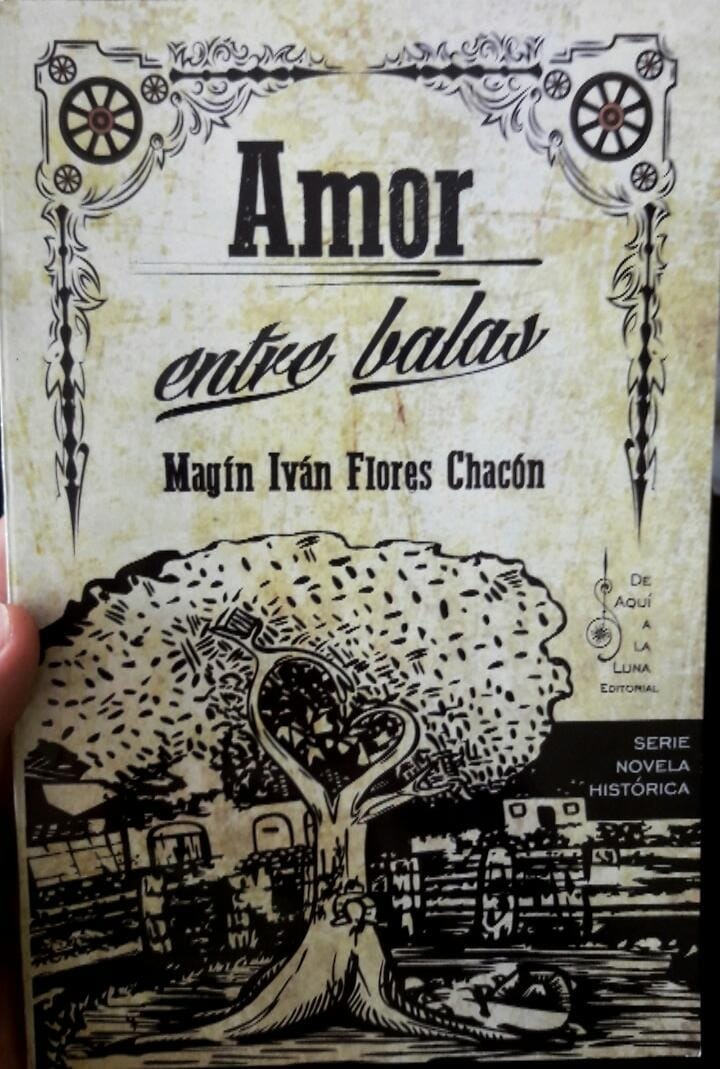 Amor
entre balas
Magín Iván Flores Chacón
DE
AQUÍ
A
LA
LUNA
EDITORIAL
SERIE
NOVELA
HISTÓRICA